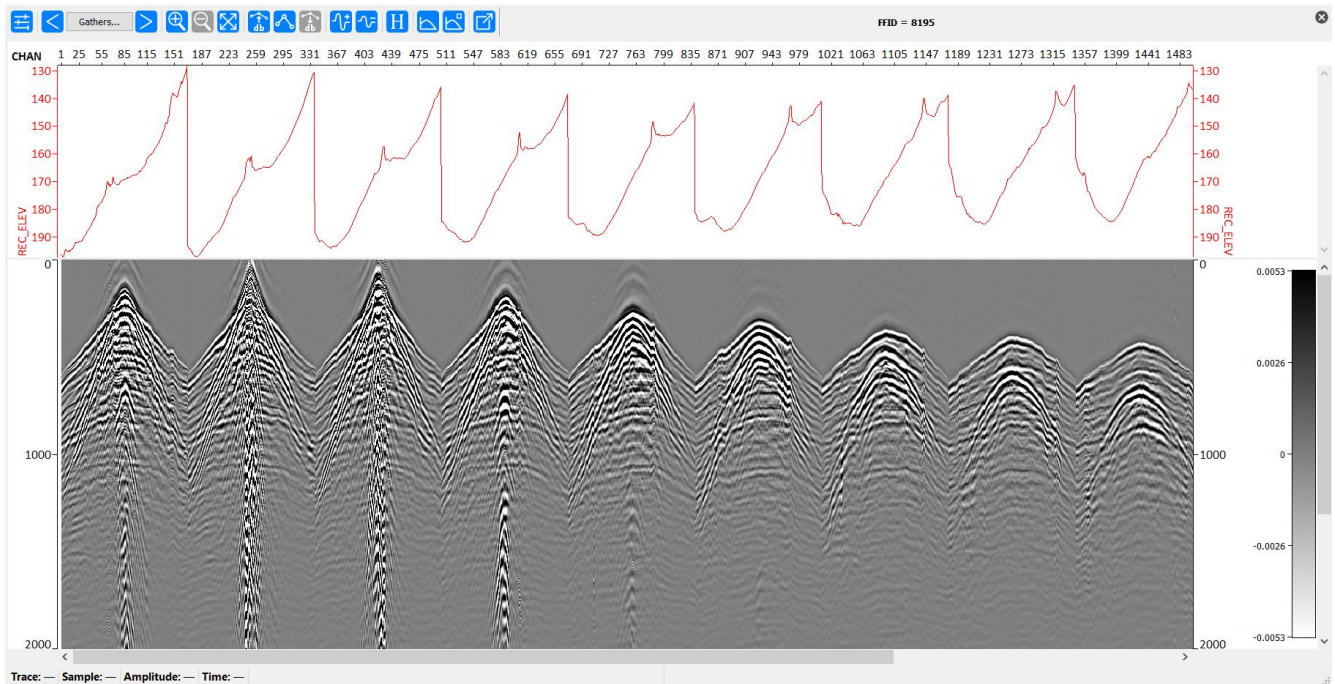 Gathers... H FFID = 8195
CHAN 1 25 55 85 115 151 187 223 259 295 331 367 403 439 475 511 547 583 619 655 691 727 763 799 835 871 907 943 979 1021 1063 1105 1147 1189 1231 1273 1315 1357 1399 1441 1483
130 130
140 140
150 150
160 160
170 170
180 180
190 190
REC_ELEV REC_ELEV
0 0 0.0053
0.0026
1000 1000 0
-0.0026
2000 2000 -0.0053
Trace: — Sample: — Amplitude: — Time: —